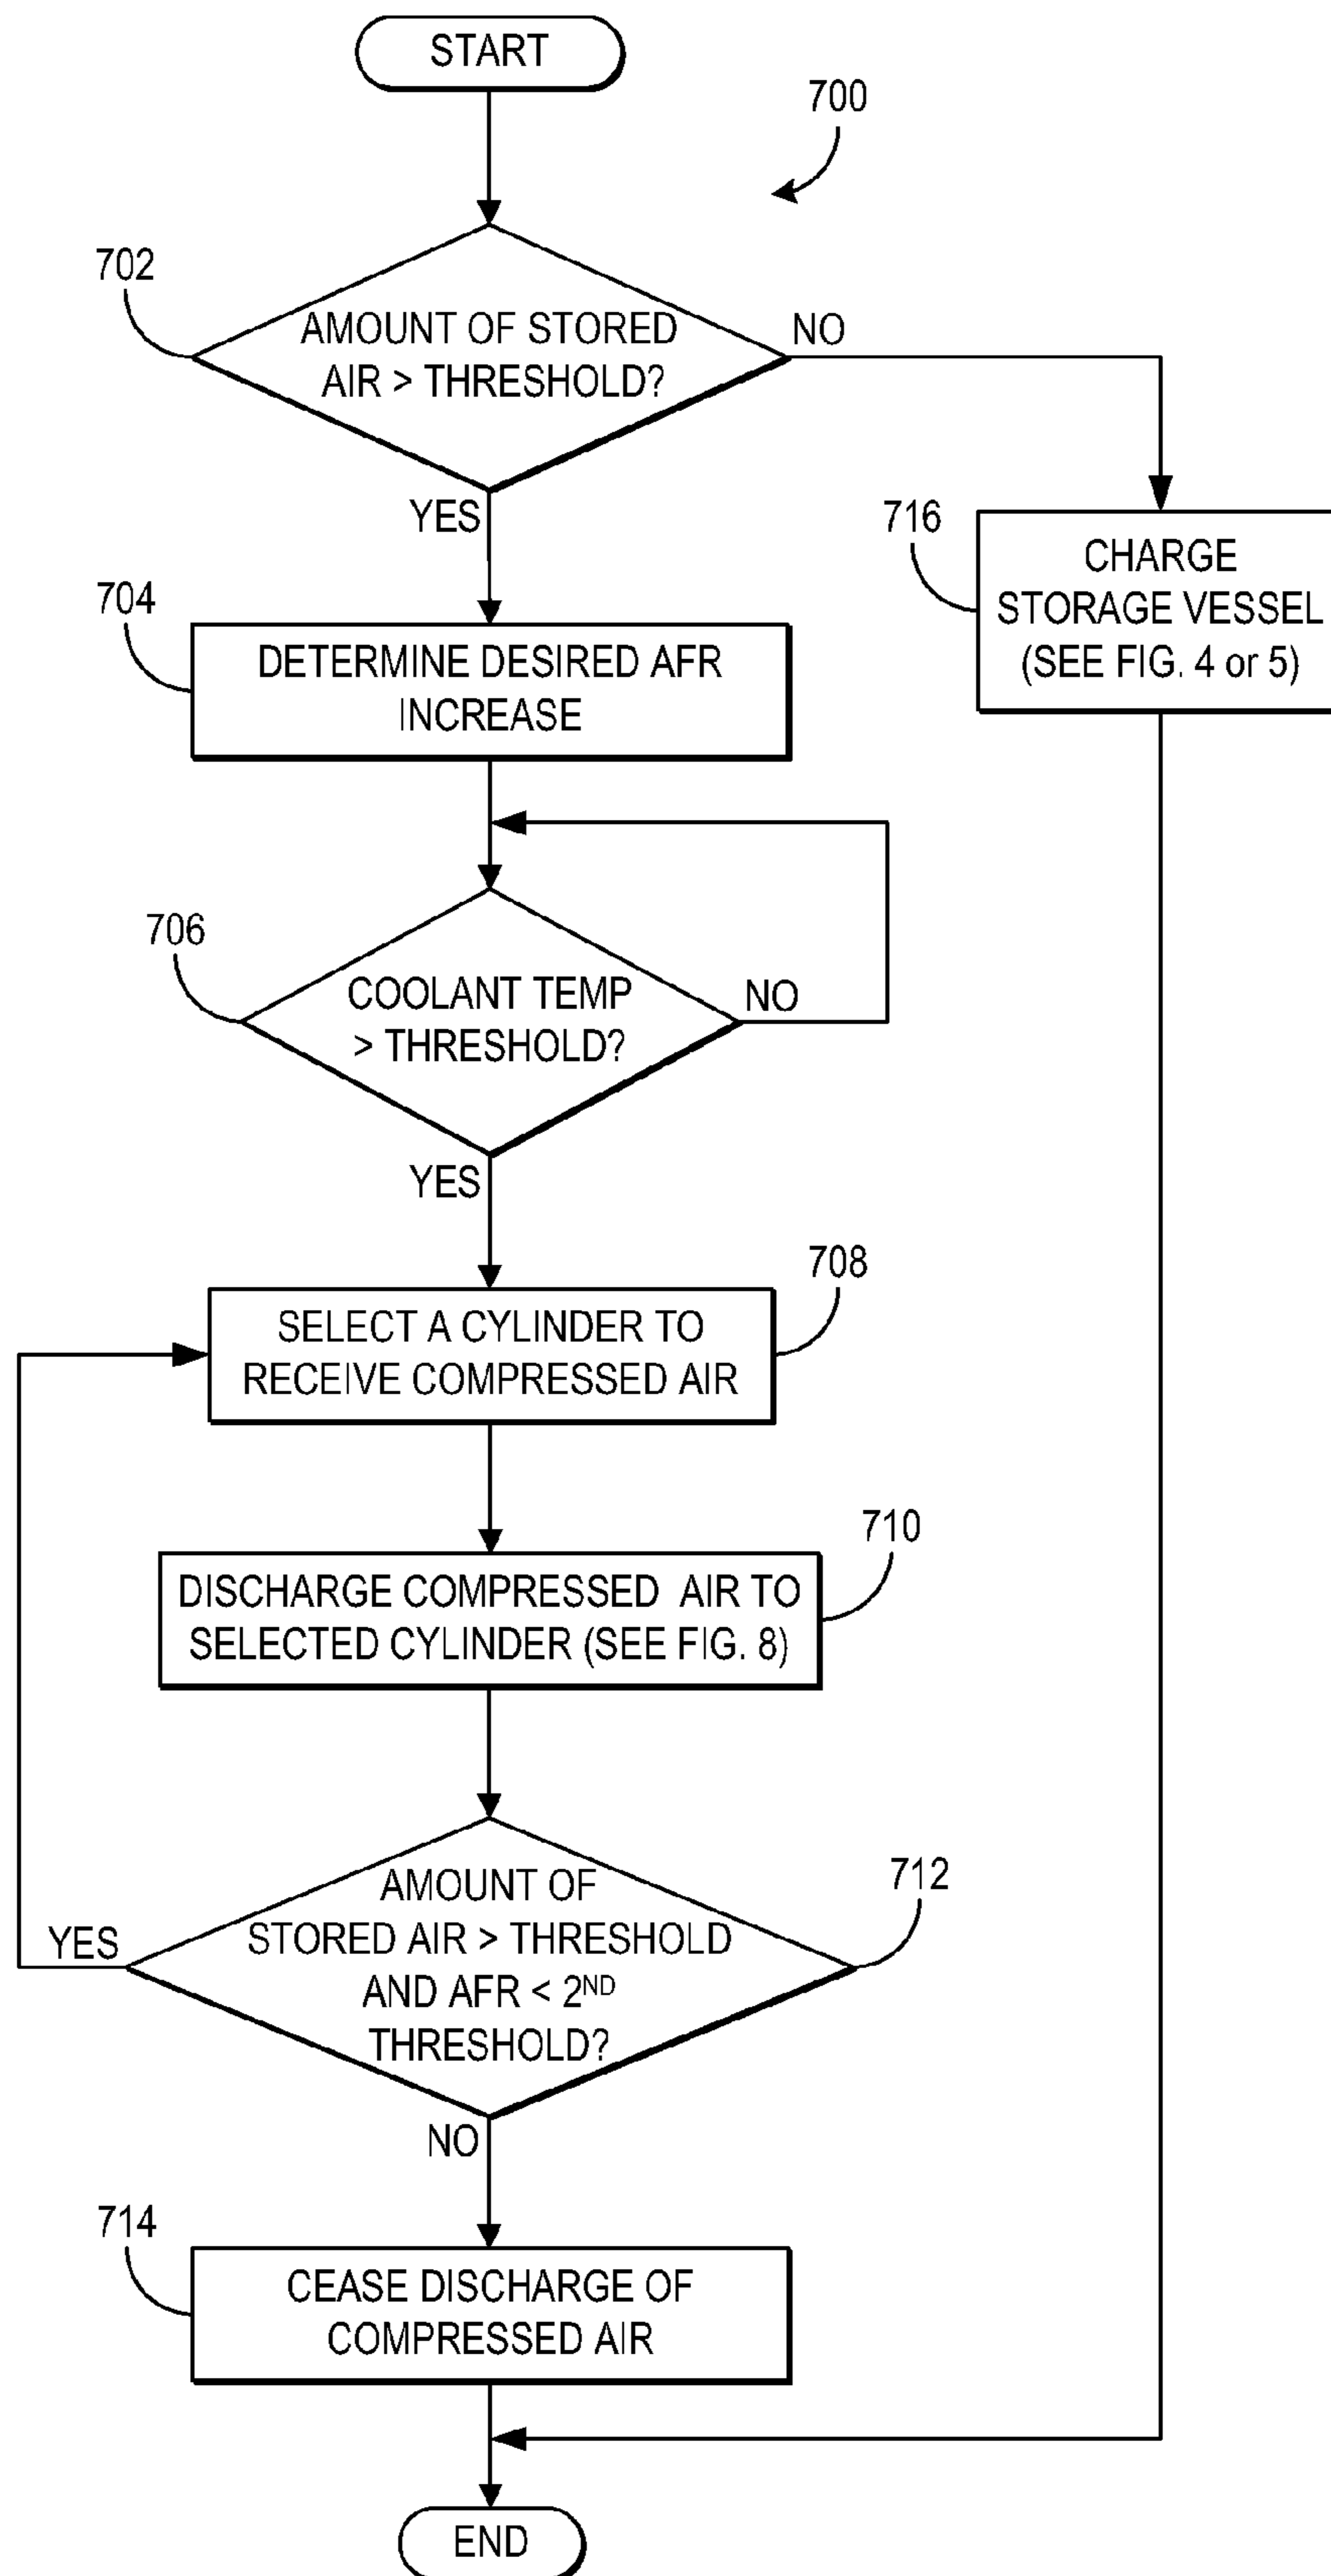 START
700
702
AMOUNT OF STORED
AIR > THRESHOLD?
NO
YES
716
CHARGE
STORAGE VESSEL
(SEE FIG. 4 or 5)
704
DETERMINE DESIRED AFR
INCREASE
706
COOLANT TEMP
> THRESHOLD?
NO
YES
708
SELECT A CYLINDER TO
RECEIVE COMPRESSED AIR
710
DISCHARGE COMPRESSED AIR TO
SELECTED CYLINDER (SEE FIG. 8)
712
AMOUNT OF
STORED AIR > THRESHOLD
AND AFR < 2ND
THRESHOLD?
YES
NO
714
CEASE DISCHARGE OF
COMPRESSED AIR
END